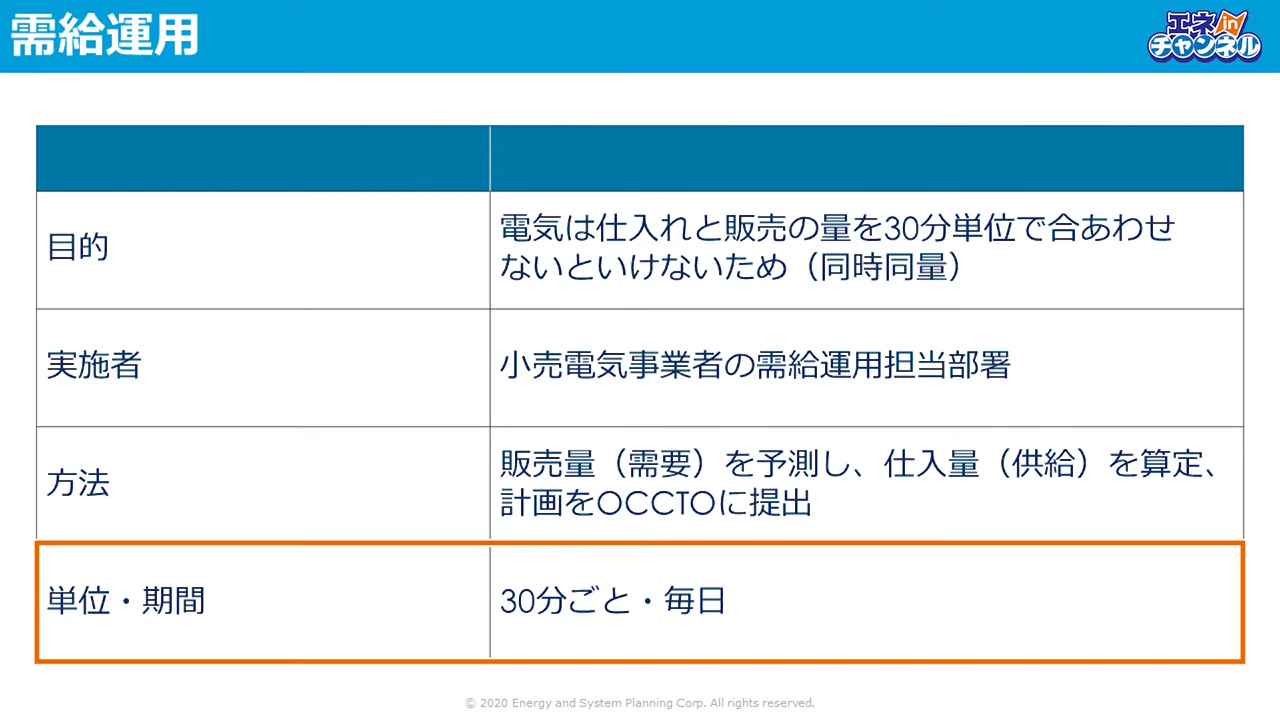 需給運用
エネin
チャンネル
目的
電気は仕入れと販売の量を30分単位で合あわせ
ないといけないため（同時同量）
実施者
小売電気事業者の需給運用担当部署
方法
販売量（需要）を予測し、仕入量（供給）を算定、
計画をOCCTOに提出
単位・期間
30分ごと・毎日
© 2020 Energy and System Planning Corp. All rights reserved.